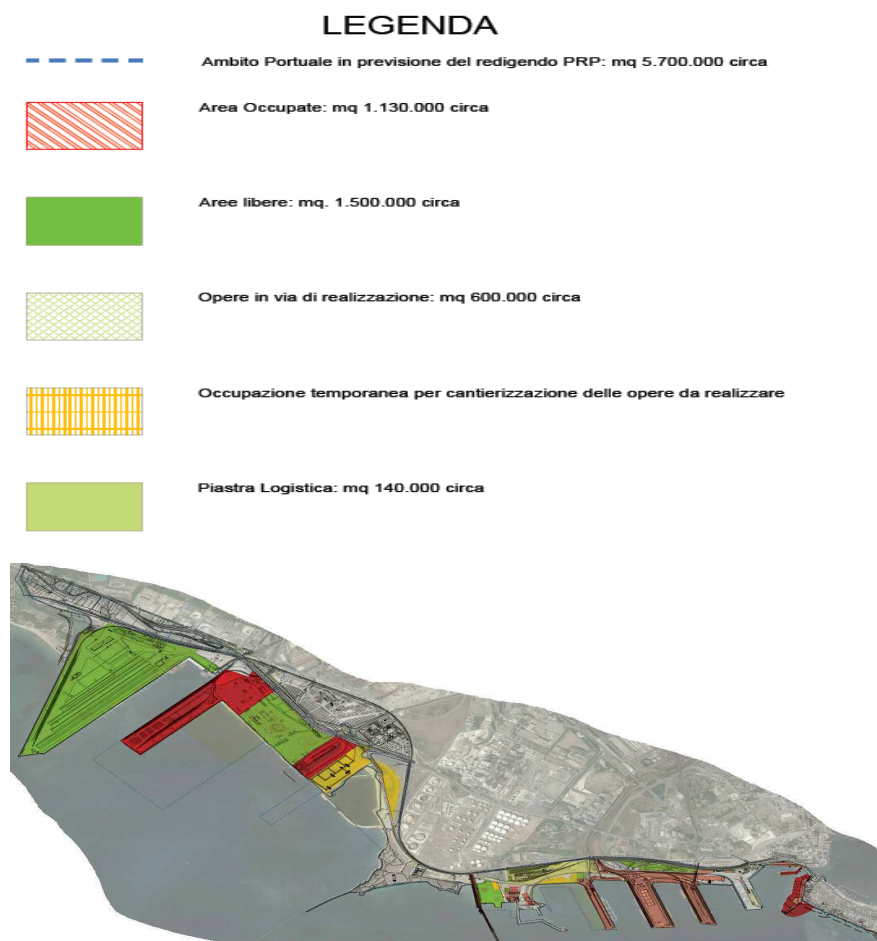 LEGENDA
Ambito Portuale in previsione del redigendo PRP: mq 5.700.000 circa
Area Occupate: mq 1.130.000 circa
Aree libere: mq. 1.500.000 circa
Opere in via di realizzazione: mq 600.000 circa
Occupazione temporanea per cantierizzazione delle opere da realizzare
Piastra Logistica: mq 140.000 circa